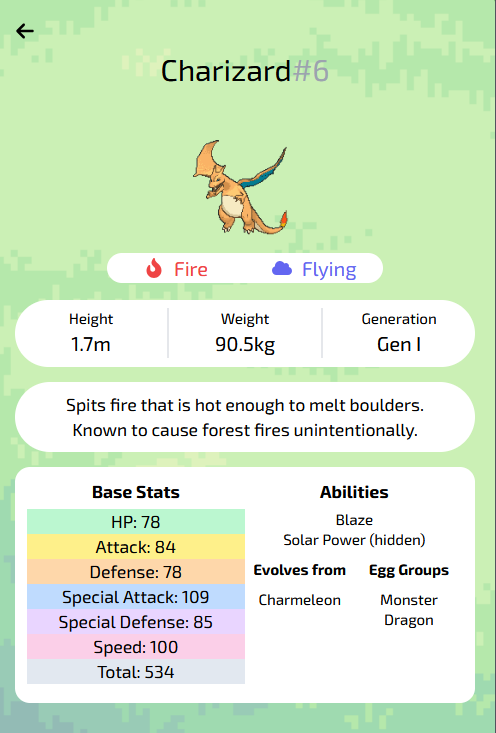 Charizard#6
Fire
Flying
Height
1.7m
Weight
90.5kg
Generation
Gen I
Spits fire that is hot enough to melt boulders.
Known to cause forest fires unintentionally.
Base Stats
HP: 78
Attack: 84
Defense: 78
Special Attack: 109
Special Defense: 85
Speed: 100
Total: 534
Abilities
Blaze
Solar Power (hidden)
Evolves from
Charmeleon
Egg Groups
Monster
Dragon